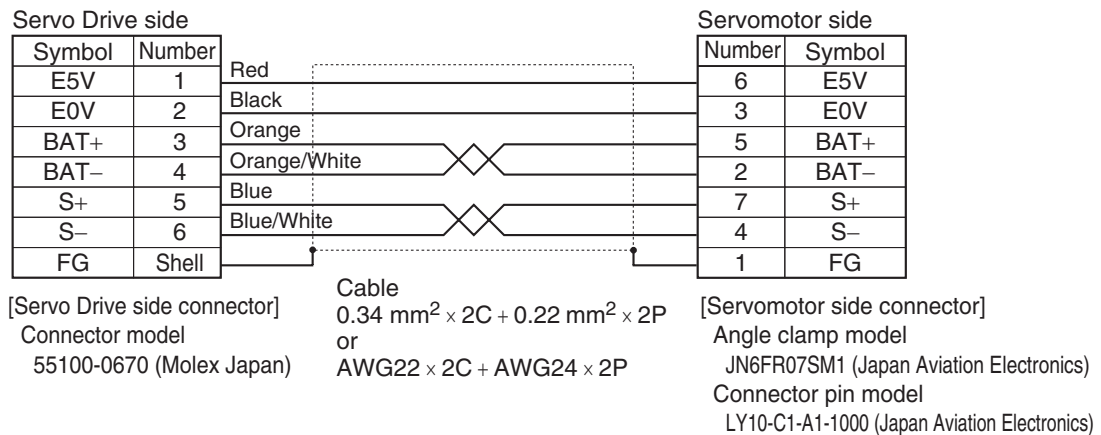 Servo Drive side
Servomotor side
Symbol Number
Number Symbol
E5V 1 Red 6 E5V
E0V 2 Black 3 E0V
BAT+ 3 Orange 5 BAT+
BAT− 4 Orange/White 2 BAT−
S+ 5 Blue 7 S+
S− 6 Blue/White 4 S−
FG Shell 1 FG
[Servo Drive side connector]
Connector model
55100-0670 (Molex Japan)
Cable
0.34 mm² × 2C + 0.22 mm² × 2P
or
AWG22 × 2C + AWG24 × 2P
[Servomotor side connector]
Angle clamp model
JN6FR07SM1 (Japan Aviation Electronics)
Connector pin model
LY10-C1-A1-1000 (Japan Aviation Electronics)